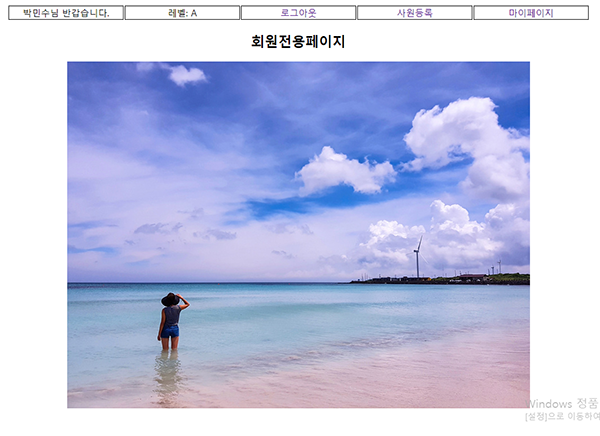 박민수님 반갑습니다.
레벨: A
로그아웃
사원등록
마이페이지
회원전용페이지
Windows 정품
[설정]으로 이동하여